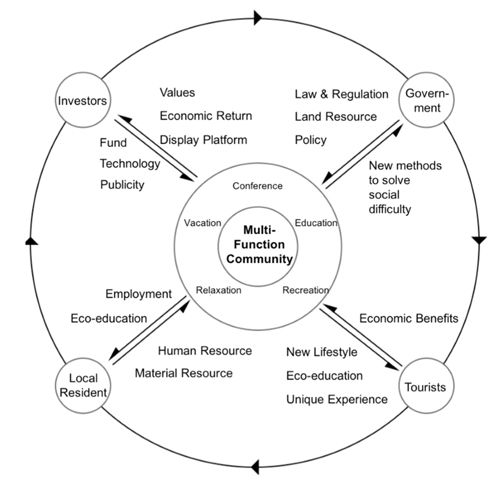 Investors
Govern-
ment
Values
Economic Return
Display Platform
Fund
Technology
Publicity
Law & Regulation
Land Resource
Policy
New methods
to solve
social
difficulty
Conference
Vacation
Education
Multi-
Function
Community
Relaxation
Recreation
Employment
Eco-education
Human Resource
Material Resource
Economic Benefits
New Lifestyle
Eco-education
Unique Experience
Local
Resident
Tourists